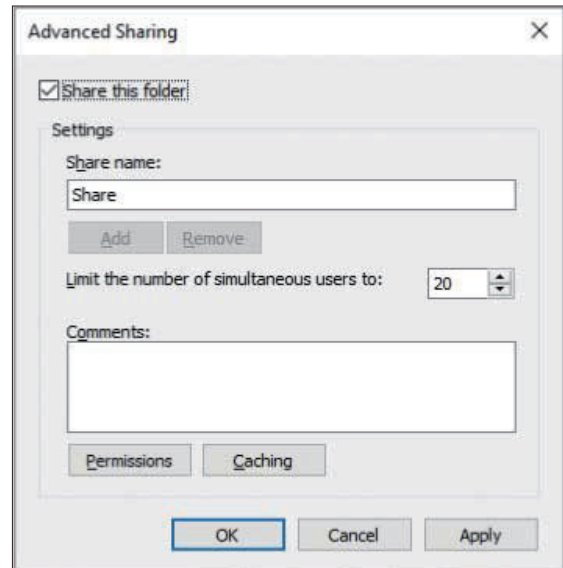 Advanced Sharing
Share this folder
Settings
Share name:
Share
Add Remove
Limit the number of simultaneous users to: 20
Comments:
Permissions Caching
OK Cancel Apply